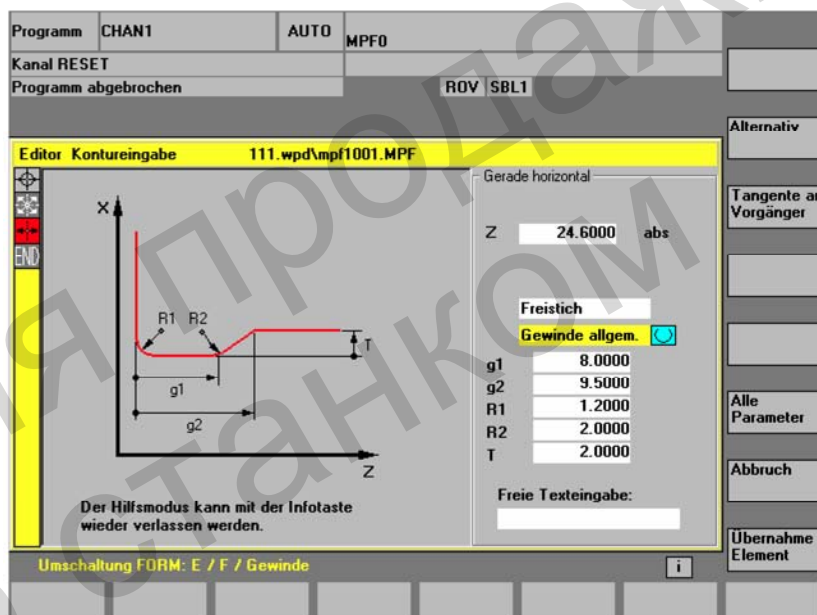 Programm CHAN1 AUTO MPF0
Kanal RESET
Programm abgebrochen ROV SBL1
Alternativ
Editor Kontureingabe 111.wpd\mpf1001.MPF
Gerade horizontal
Tangente an
Vorgänger
X
Z 24.6000 abs
END
Freistich
R1 R2
Gewinde allgem.
T
g1 8.0000
g1
g2 9.5000
R1 1.2000
Alle
Parameter
g2
R2 2.0000
T 2.0000
Z
Abbruch
Freie Texteingabe:
Der Hilfsmodus kann mit der Infotaste
wieder verlassen werden.
Übernahme
Element
Umschaltung FORM: E / F / Gewinde i
я продажи
станком